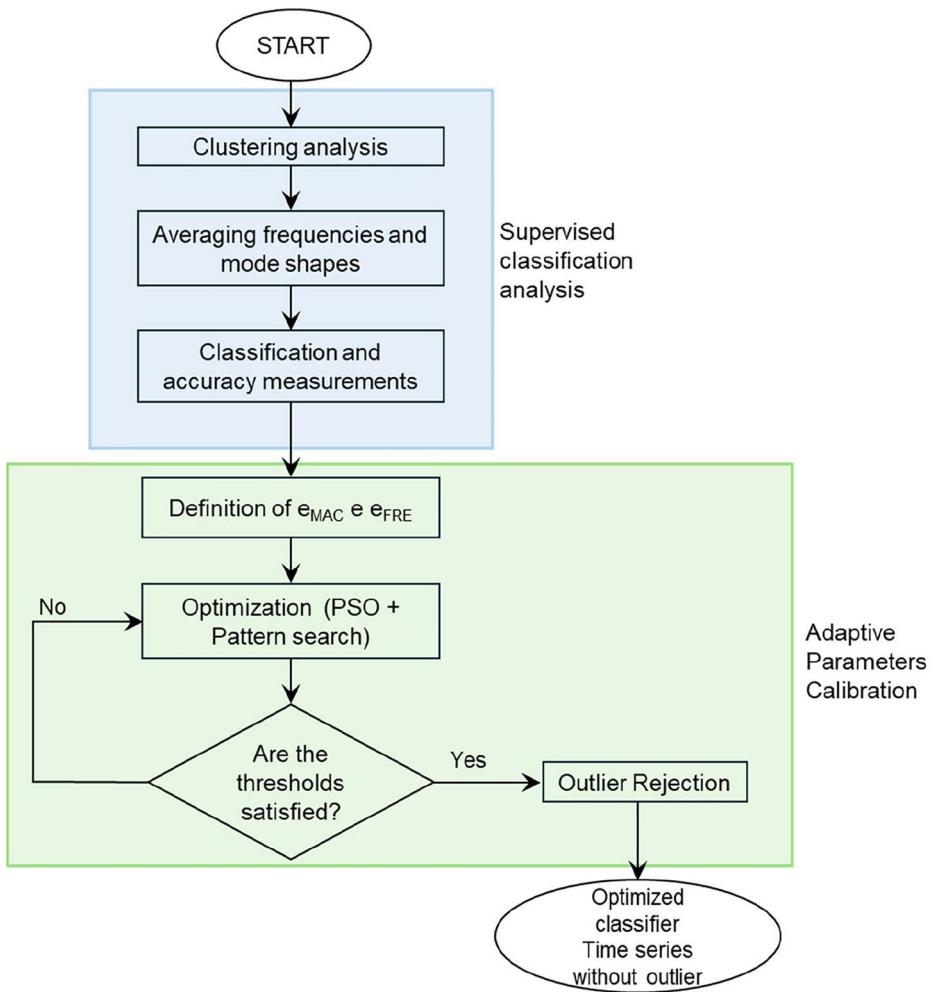 START
Clustering analysis
Averaging frequencies and
mode shapes
Classification and
accuracy measurements
Supervised
classification
analysis
Definition of eMAC e eFRE
No
Optimization (PSO +
Pattern search)
Are the
thresholds
satisfied?
Yes
Outlier Rejection
Adaptive
Parameters
Calibration
Optimized
classifier
Time series
without outlier